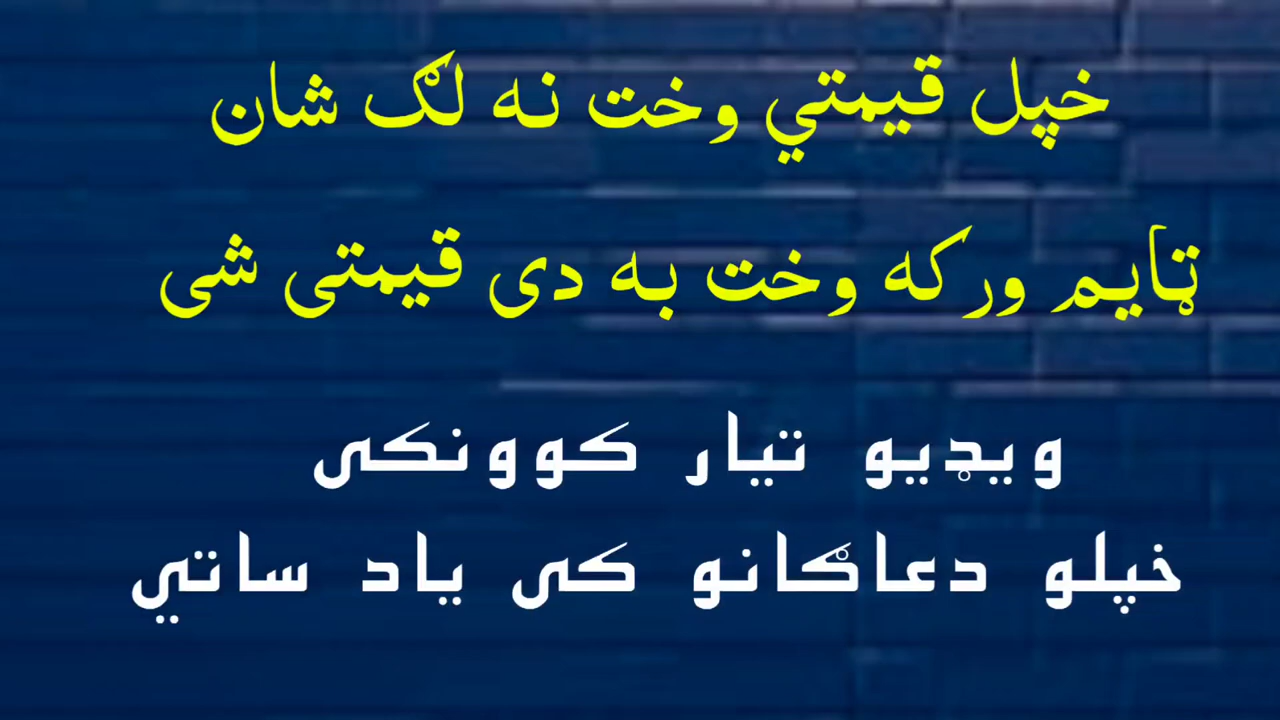 خپل قیمتي وخت نه لګ شان
ټایم ورکه وخت به دی قیمتی شی
ویډیو تیار کوونکی
خپلو دعاګانو کی یاد ساتي